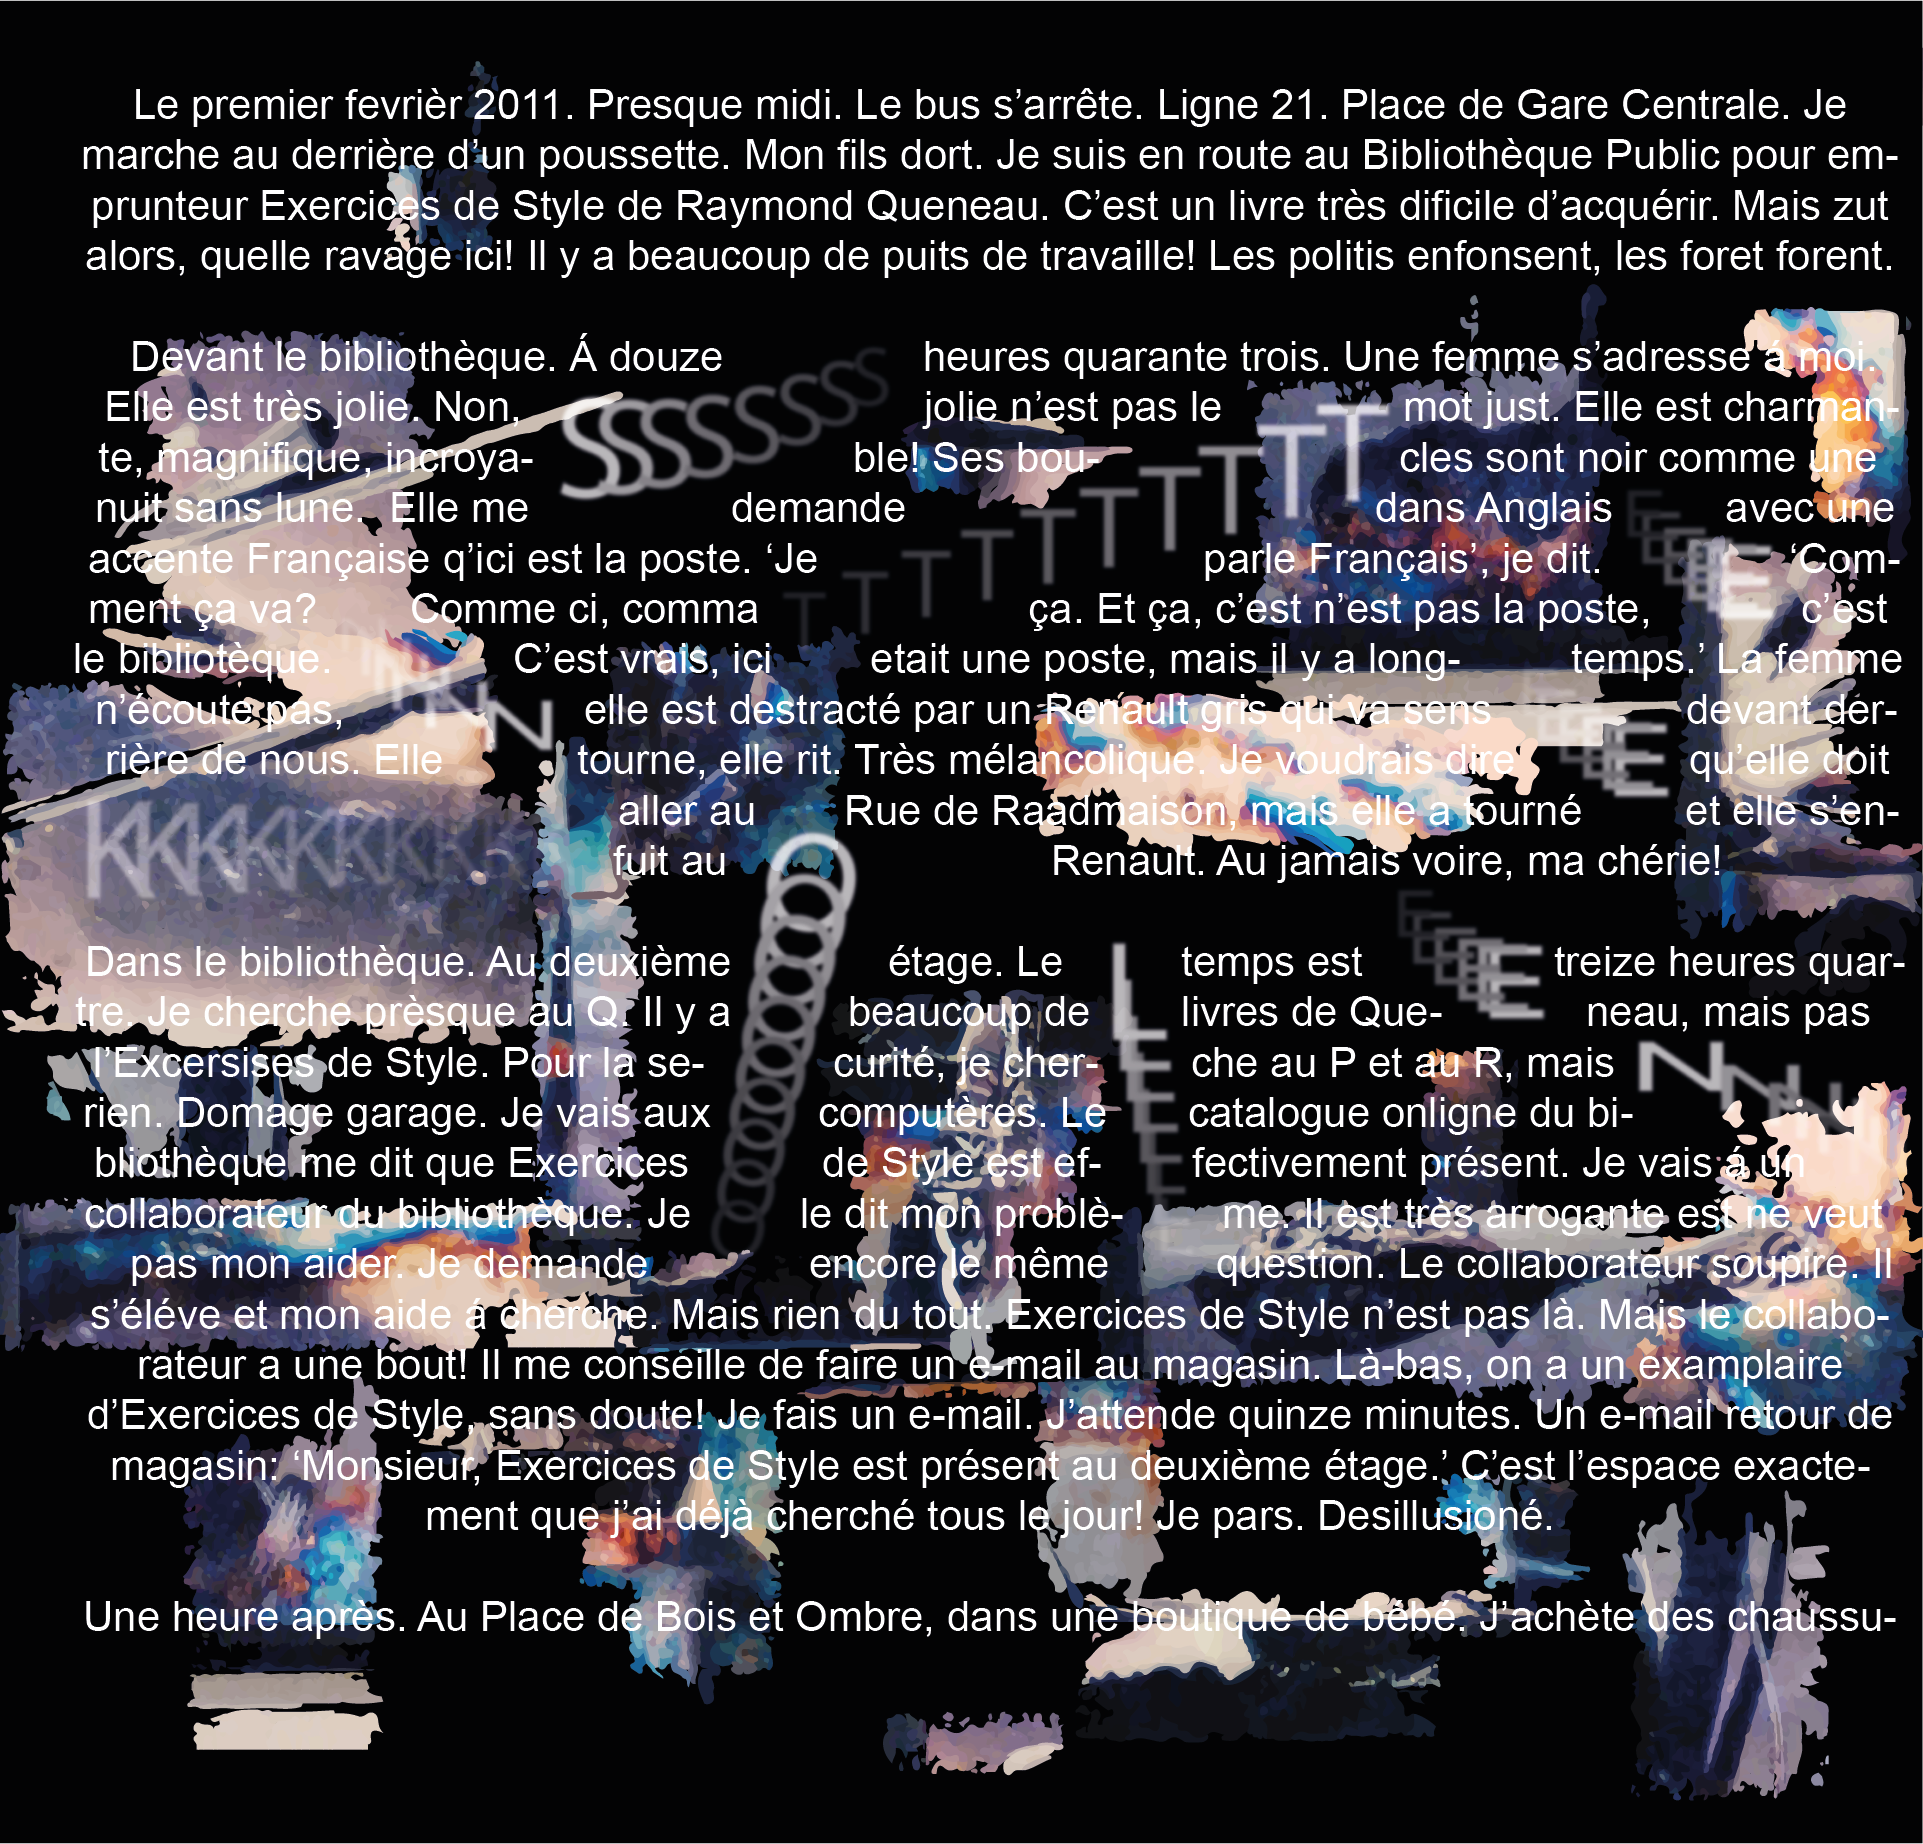 Le premier fevrièr 2011. Presque midi. Le bus s’arrête. Ligne 21. Place de Gare Centrale. Je
marche au derrière d’un poussette. Mon fils dort. Je suis en route au Bibliothèque Public pour em-
prunteur Exercices de Style de Raymond Queneau. C’est un livre très dificile d’acquérir. Mais zut
alors, quelle ravage ici! Il y a beaucoup de puits de travaille! Les politis enfonsent, les foret forent.
Devant le bibliothèque. Á douze heures quarante trois. Une femme s’adresse á moi.
Elle est très jolie. Non, jolie n’est pas le mot just. Elle est charman-
te, magnifique, incroya- ble! Ses bou- cles sont noir comme une
nuit sans lune. Elle me demande dans Anglais avec une
accente Française q’ici est la poste. ‘Je parle Français’, je dit. ‘Com-
ment ça va? Comme ci, comma ça. Et ça, c’est n’est pas la poste, c’est
le bibliotèque. C’est vrais, ici etait une poste, mais il y a long- temps.’ La femme
n’écoute pas, elle est destracté par un Renault gris qui va sens devant der-
rière de nous. Elle tourne, elle rit. Très mélancolique. Je voudrais dire qu’elle doit
aller au Rue de Raadmaison, mais elle a tourné et elle s’en-
fuit au Renault. Au jamais voire, ma chérie!
SSSSSSSS
TTTTTTTTTT
EEEEEE
NNNN
EEEEEE
KKKKKKKK
OOOOOOOOOOO
LLLLLL
EEEEEE
NNNNN
Dans le bibliothèque. Au deuxième étage. Le temps est treize heures quar-
tre. Je cherche prèsque au Q. Il y a beaucoup de livres de Que- neau, mais pas
l’Excersises de Style. Pour la se- curité, je cher- che au P et au R, mais
rien. Domage garage. Je vais aux computères. Le catalogue onligne du bi-
bliothèque me dit que Exercices de Style est ef- fectivement présent. Je vais á un
collaborateur du bibliothèque. Je le dit mon problè- me. Il est très arrogante est ne veut
pas mon aider. Je demande encore le même question. Le collaborateur soupire. Il
s’éléve et mon aide á cherche. Mais rien du tout. Exercices de Style n’est pas là. Mais le collabo-
rateur a une bout! Il me conseille de faire un e-mail au magasin. Là-bas, on a un examplaire
d’Exercices de Style, sans doute! Je fais un e-mail. J’attende quinze minutes. Un e-mail retour de
magasin: ‘Monsieur, Exercices de Style est présent au deuxième étage.’ C’est l’espace exacte-
ment que j’ai déjà cherché tous le jour! Je pars. Desillusioné.
Une heure après. Au Place de Bois et Ombre, dans une boutique de bébé. J’achète des chaussu-